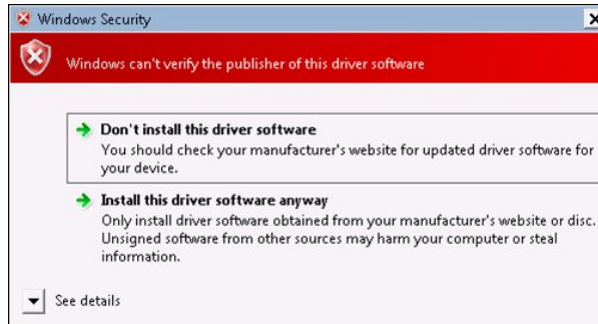 Windows Security
Windows can't verify the publisher of this driver software
Don't install this driver software
You should check your manufacturer's website for updated driver software for
your device.
Install this driver software anyway
Only install driver software obtained from your manufacturer's website or disc.
Unsigned software from other sources may harm your computer or steal
information.
See details